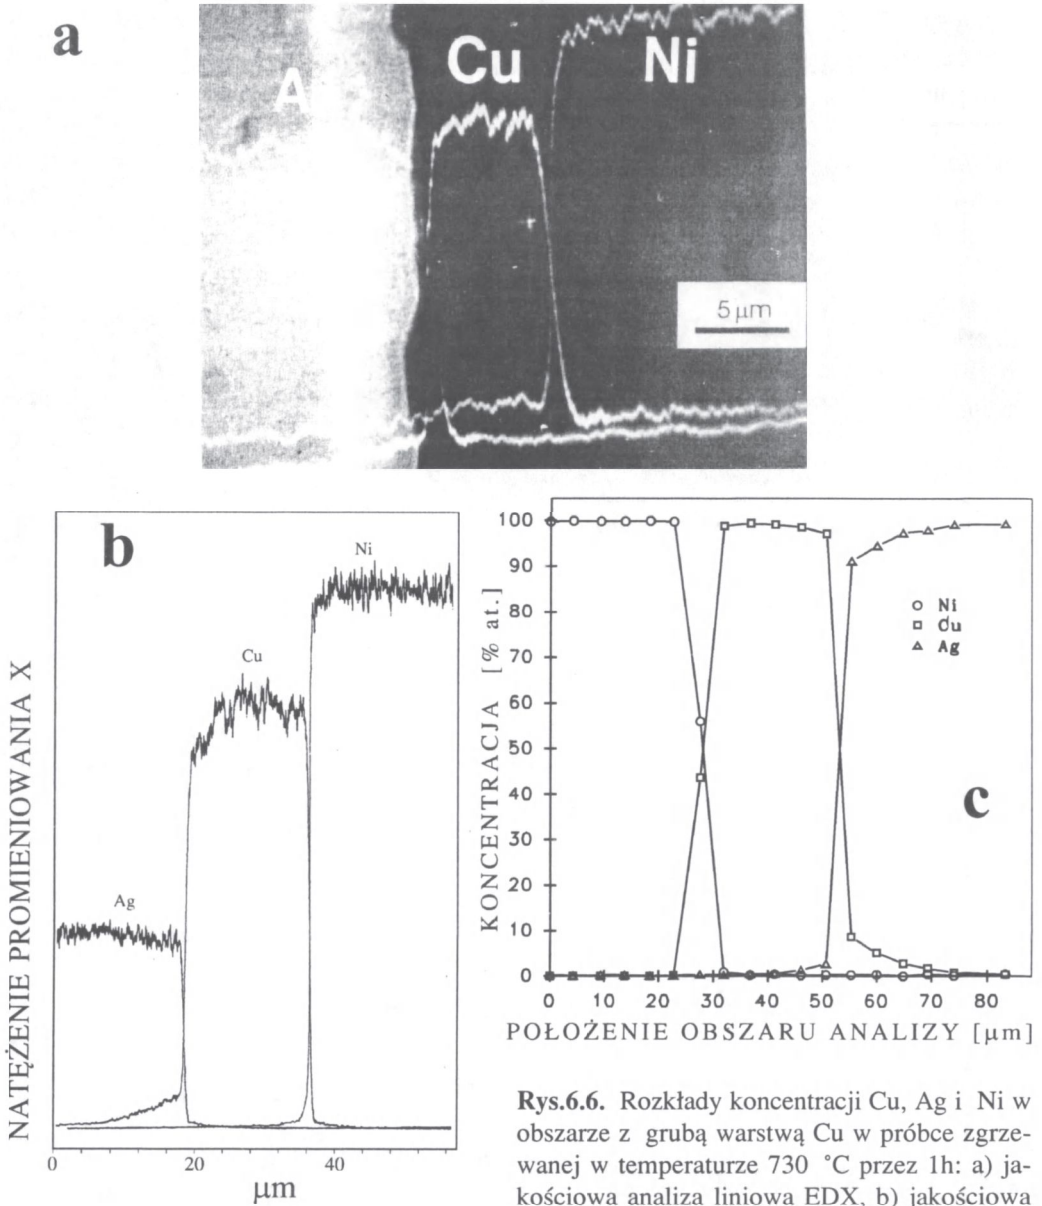 a
A
Cu
Ni
5 μm
b
Ni
Cu
Ag
NATĘŻENIE PROMIENIOWANIA X
0
20
40
μm
100
90
80
70
60
50
40
30
20
10
0
KONCENTRACJA [% at.]
Ni
Cu
Ag
c
0 10 20 30 40 50 60 70 80
POŁOŻENIE OBSZARU ANALIZY [μm]
Rys.6.6. Rozkłady koncentracji Cu, Ag i Ni w
obszarze z grubą warstwą Cu w próbce zgrze-
wanej w temperaturze 730 °C przez 1h: a) ja-
kościowa analiza liniowa EDX, b) jakościowa